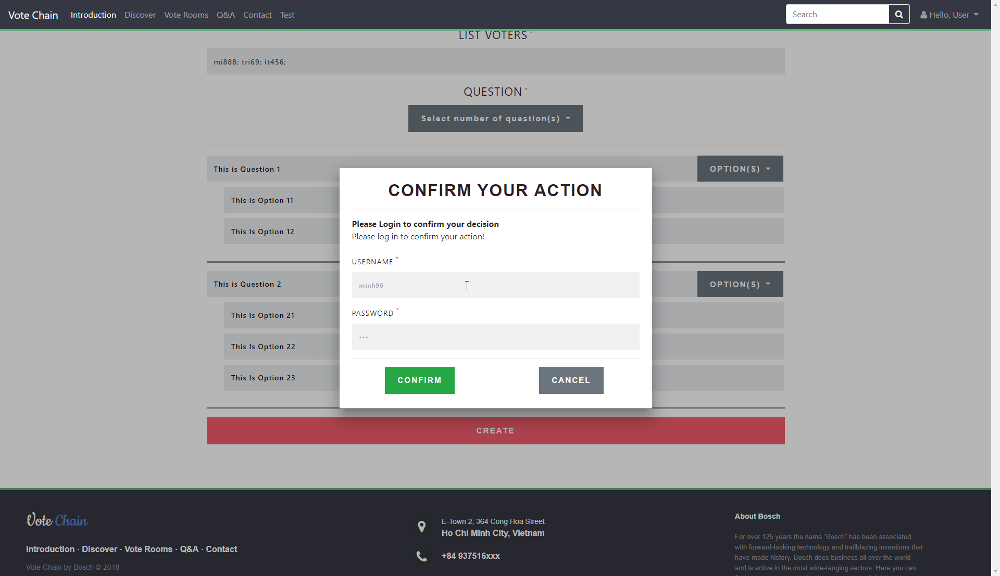 Vote Chain Introduction Discover Vote Rooms Q&A Contact Test Search Hello, User
LIST VOTERS *
mi888; tri69; it456;
QUESTION *
Select number of question(s)
This is Question 1 OPTION(S)
This Is Option 11
This Is Option 12
This is Question 2 OPTION(S)
This Is Option 21
This Is Option 22
This Is Option 23
CONFIRM YOUR ACTION
Please Login to confirm your decision
Please log in to confirm your action!
USERNAME *
minh96
PASSWORD *
•••
CONFIRM CANCEL
CREATE
Vote Chain
Introduction · Discover · Vote Rooms · Q&A · Contact
Vote Chain by Bosch © 2018
E-Town 2, 364 Cong Hoa Street
Ho Chi Minh City, Vietnam
+84 937516xxx
About Bosch
For over 125 years the name “Bosch” has been associated
with forward-looking technology and trailblazing inventions that
have made history. Bosch does business all over the world
and is active in the most wide-ranging sectors. Here you can